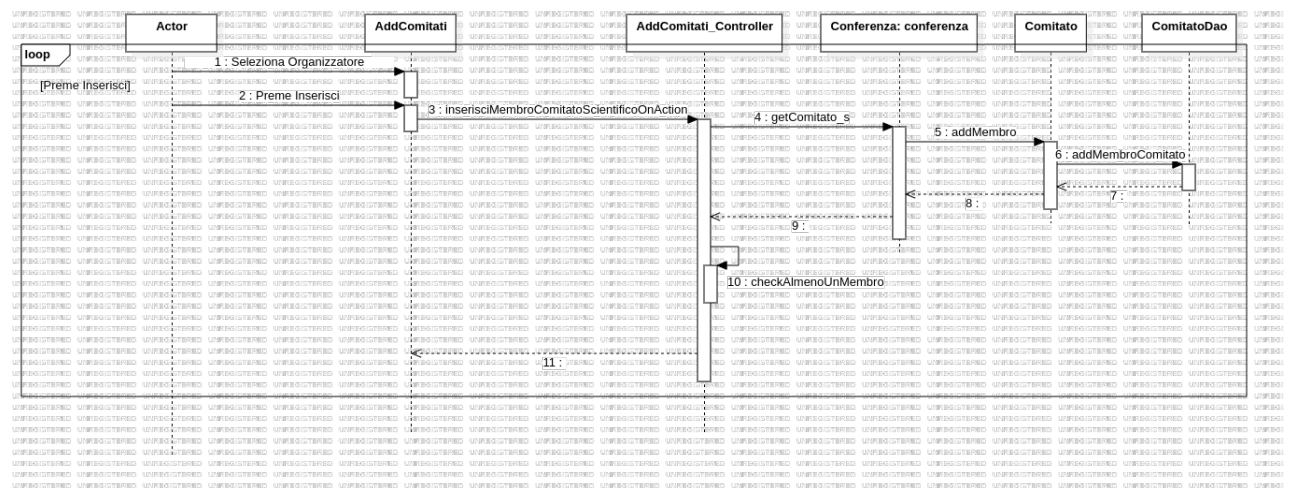 Actor
AddComitati
AddComitati_Controller
Conferenza: conferenza
Comitato
ComitatoDao
loop
[Preme Inserisci]
1 : Seleziona Organizzatore
2 : Preme Inserisci
3 : inserisciMembroComitatoScientificoOnAction
4 : getComitato_s
5 : addMembro
6 : addMembroComitato
7 :
8 :
9 :
10 : checkAlmenoUnMembro
11 :